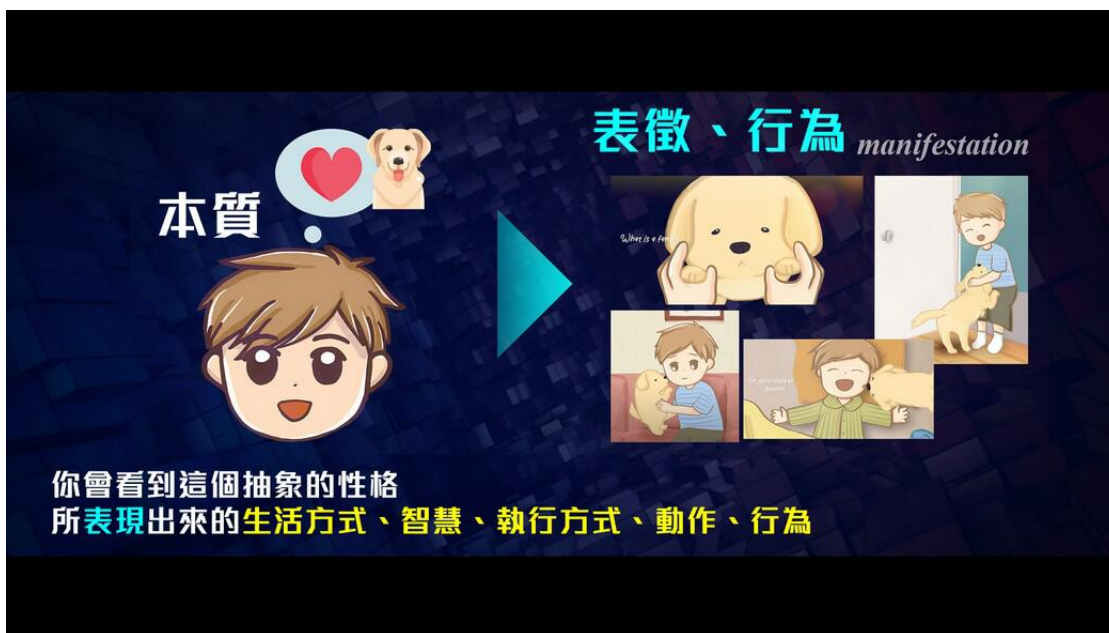 本質
表徵、行為 manifestation
What is a
你會看到這個抽象的性格
所表現出來的生活方式、智慧、執行方式、動作、行為